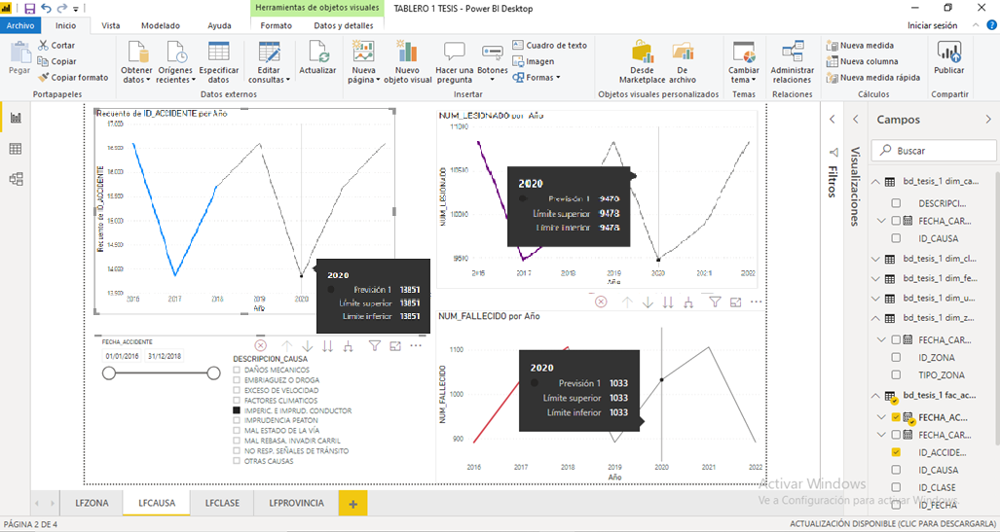 Herramientas de objetos visuales
TABLERO 1 TESIS - Power BI Desktop
Archivo Inicio Vista Modelado Ayuda Formato Datos y detalles Iniciar sesión
Pegar
Cortar
Copiar
Copiar formato
Portapapeles
Obtener datos
Orígenes recientes
Especificar datos
Editar consultas
Actualizar
Datos externos
Nueva página
Nuevo objeto visual
Hacer una pregunta
Botones
Cuadro de texto
Imagen
Formas
Insertar
Desde Marketplace
De archivo
Objetos visuales personalizados
Cambiar tema
Temas
Administrar relaciones
Relaciones
Nueva medida
Nueva columna
Nueva medida rápida
Cálculos
Publicar
Compartir
Recuento de ID_ACCIDENTE por Año
Recuento de ID_ACCIDENTE
17.000
16.500
16.000
15.500
15.000
14.500
14.000
13.500
2016 2017 2018 2019 2020
Año
2020
Previsión 1 13851
Límite superior 13851
Límite inferior 13851
NUM_LESIONADO por Año
NUM_LESIONADO
11000
10500
10000
9500
2016 2017 2018 2019 2020 2021 2022
Año
2020
Previsión 1 9478
Límite superior 9478
Límite inferior 9478
FECHA_ACCIDENTE
01/01/2016 31/12/2018
DESCRIPCION_CAUSA
DAÑOS MECANICOS
EMBRIAGUEZ O DROGA
EXCESO DE VELOCIDAD
FACTORES CLIMATICOS
IMPERIC. E IMPRUD. CONDUCTOR
IMPRUDENCIA PEATON
MAL ESTADO DE LA VÍA
MAL REBASA, INVADIR CARRIL
NO RESP. SEÑALES DE TRÁNSITO
OTRAS CAUSAS
NUM_FALLECIDO por Año
NUM_FALLECIDO
1100
1000
900
2016 2017 2018 2019 2020 2021 2022
Año
2020
Previsión 1 1033
Límite superior 1033
Límite inferior 1033
Filtros
Visualizaciones
Campos
Buscar
bd_tesis_1 dim_ca...
DESCRIPCI...
FECHA_CAR...
ID_CAUSA
bd_tesis_1 dim_cl...
bd_tesis_1 dim_fe...
bd_tesis_1 dim_u...
bd_tesis_1 dim_z...
FECHA_CAR...
ID_ZONA
TIPO_ZONA
bd_tesis_1 fac_ac...
FECHA_AC...
FECHA_CAR...
ID_ACCIDE...
ID_CAUSA
ID_CLASE
ID_FECHA
Activar Windows
Ve a Configuración para activar Windows.
LFZONA LFCAUSA LFCLASE LFPROVINCIA
PÁGINA 2 DE 4
ACTUALIZACIÓN DISPONIBLE (CLIC PARA DESCARGARLA)